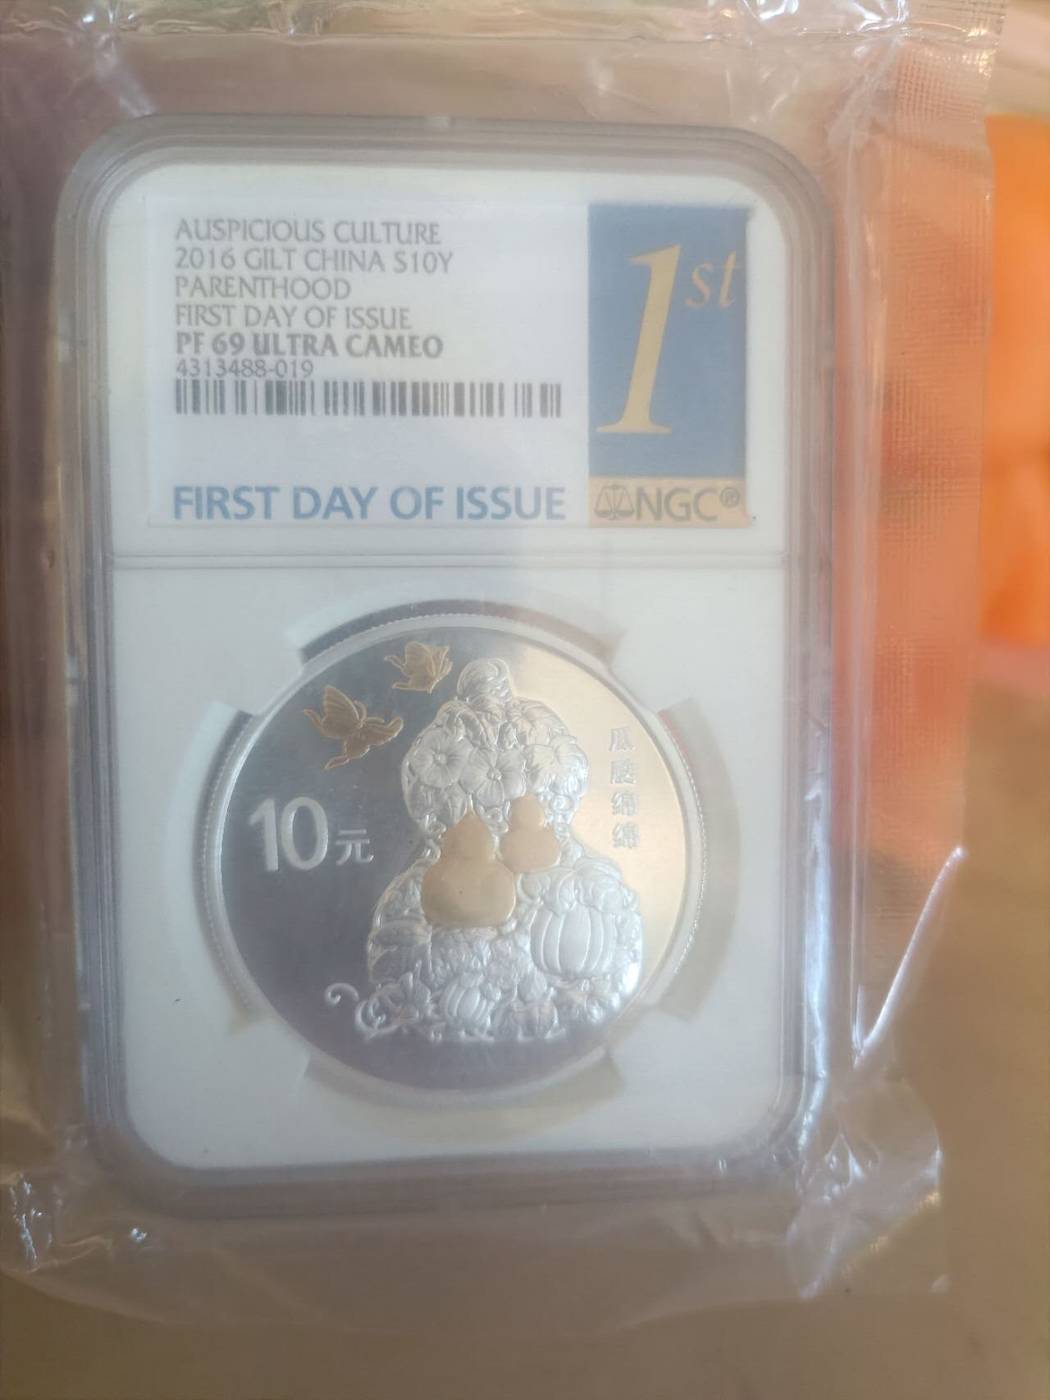 AUSPICIOUS CULTURE
2016 GILT CHINA S10Y
PARENTHOOD
FIRST DAY OF ISSUE
PF 69 ULTRA CAMEO
4313488-019
FIRST DAY OF ISSUE
1st
NGC®
10元
瓜瓞绵绵